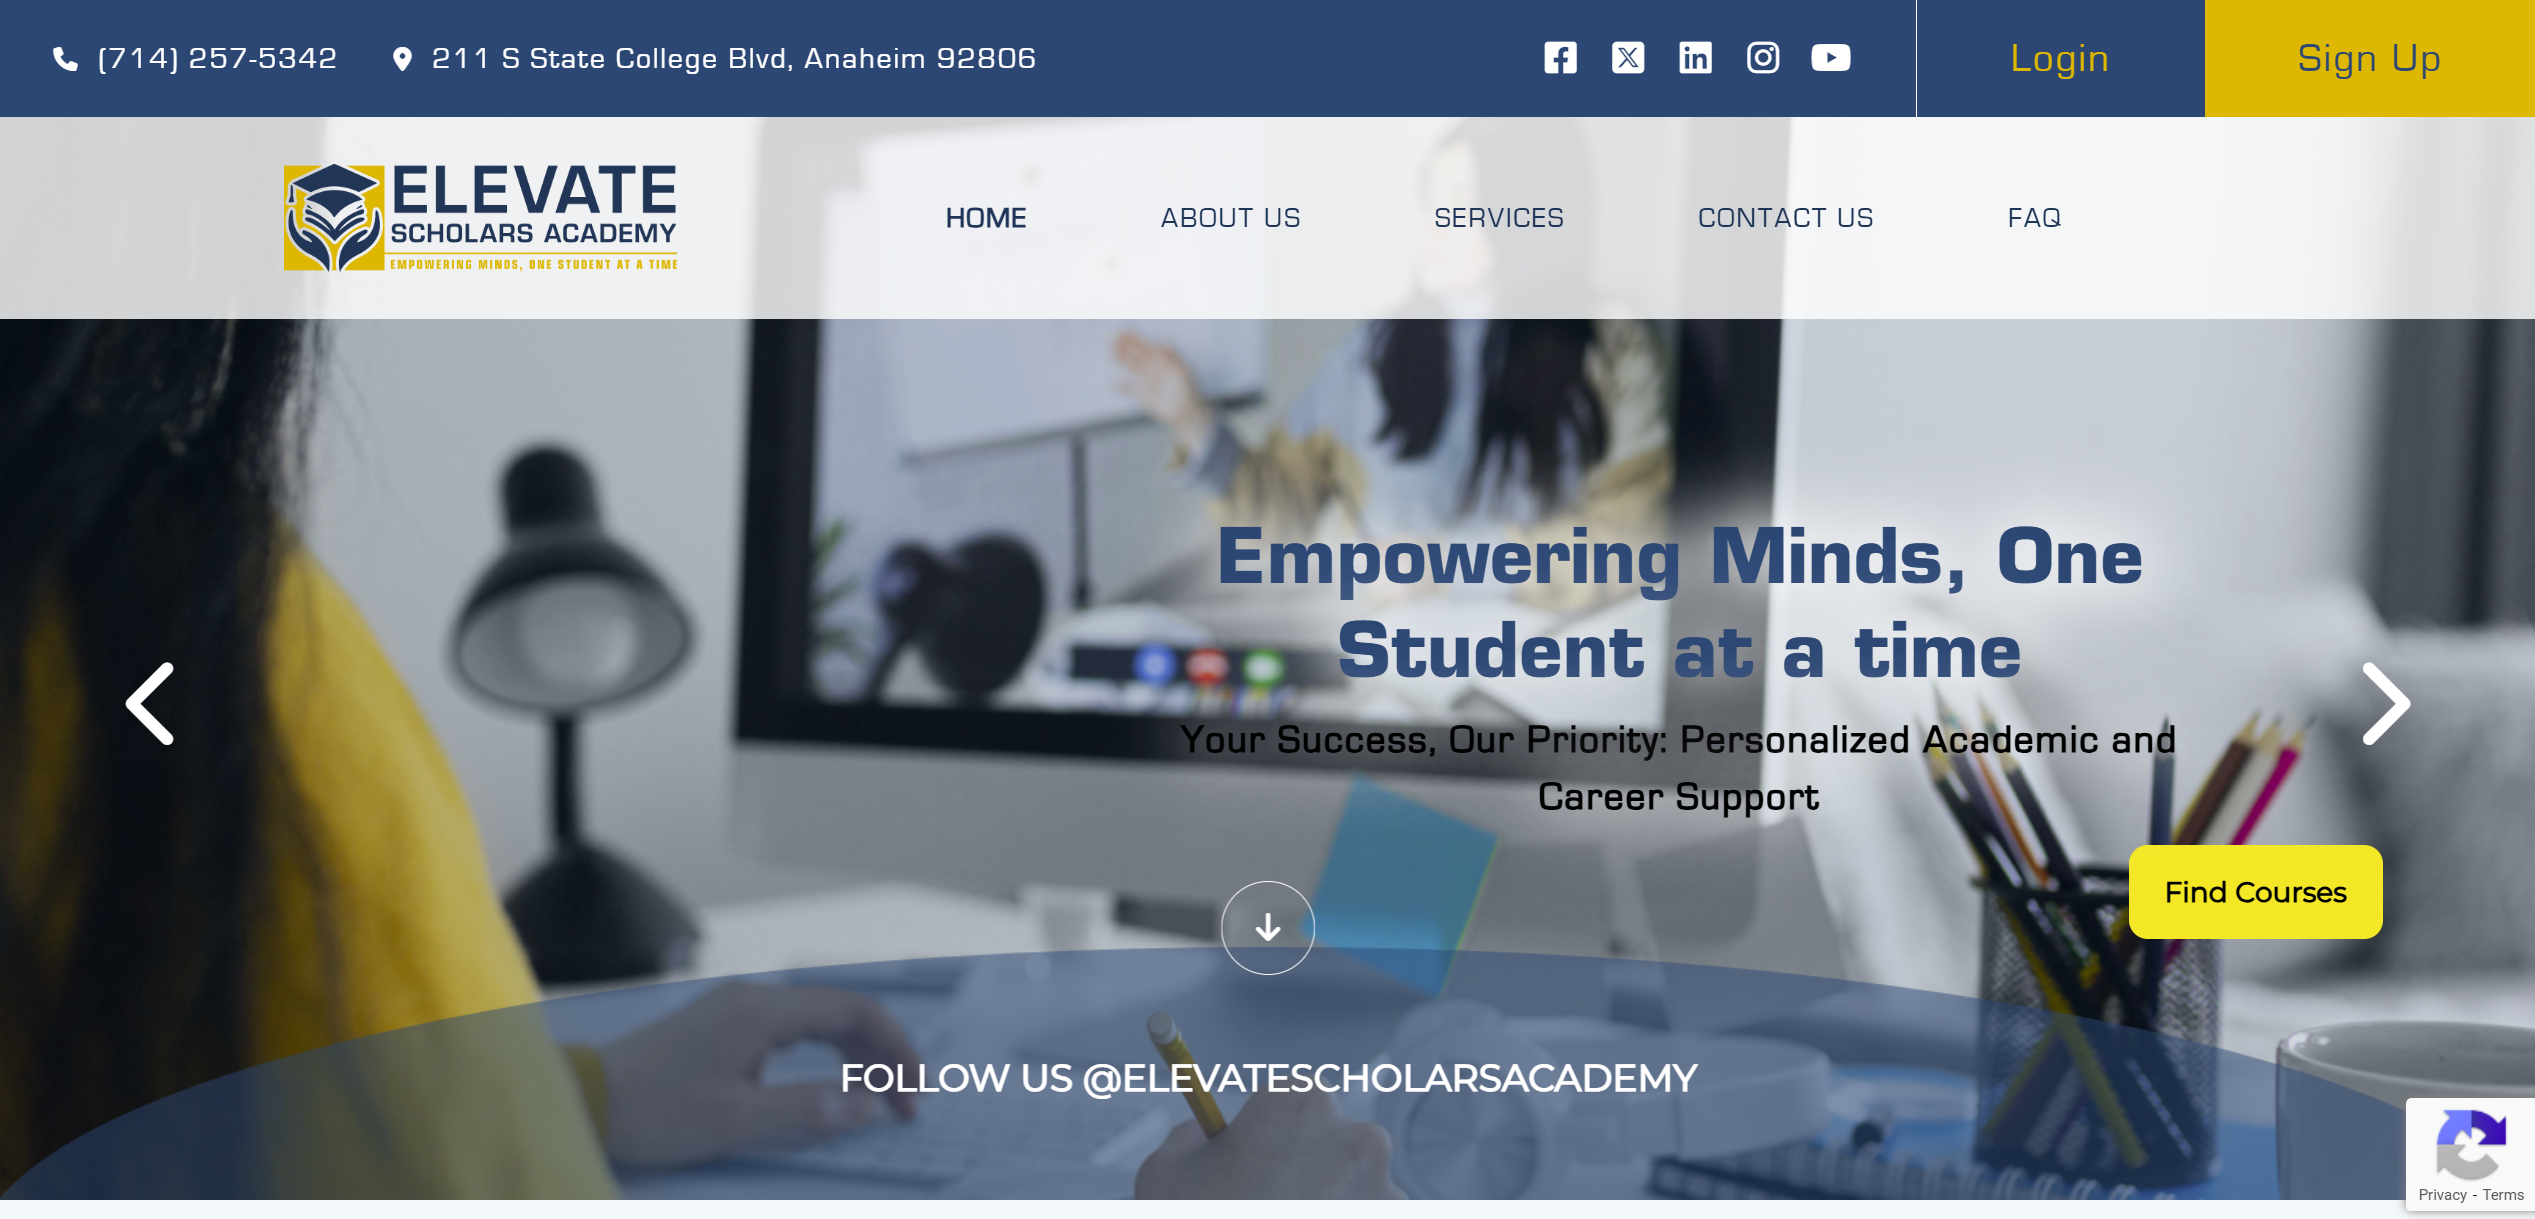 (714) 257-5342
211 S State College Blvd, Anaheim 92806
Login
Sign Up
ELEVATE
SCHOLARS ACADEMY
EMPOWERING MINDS, ONE STUDENT AT A TIME
HOME
ABOUT US
SERVICES
CONTACT US
FAQ
Empowering Minds, One
Student at a time
Your Success, Our Priority: Personalized Academic and
Career Support
Find Courses
FOLLOW US @ELEVATESCHOLARSACADEMY
Privacy - Terms